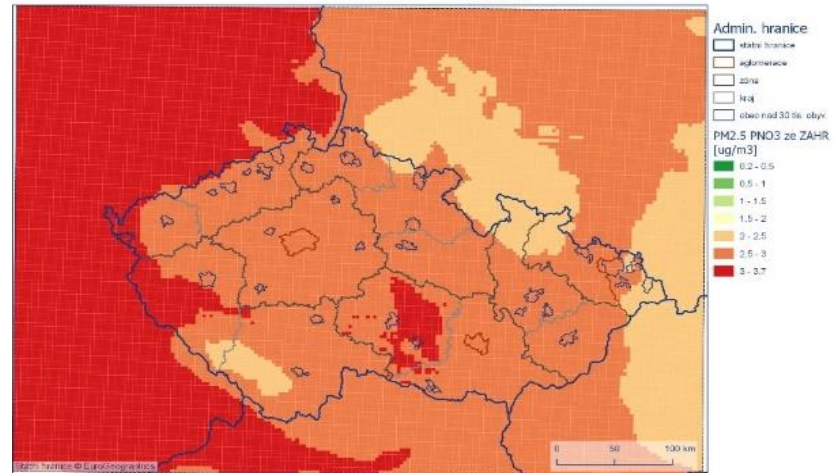 Admin. hranice
státní hranice
aglomerace
zóna
kraj
obec nad 30 tis. obyv.
PM2.5 PNO3 ze ZAHR
[ug/m3]
0.2 - 0.5
0.5 - 1
1 - 1.5
1.5 - 2
2 - 2.5
2.5 - 3
3 - 3.7
0 50 100 km
Státní hranice © EuroGeographics